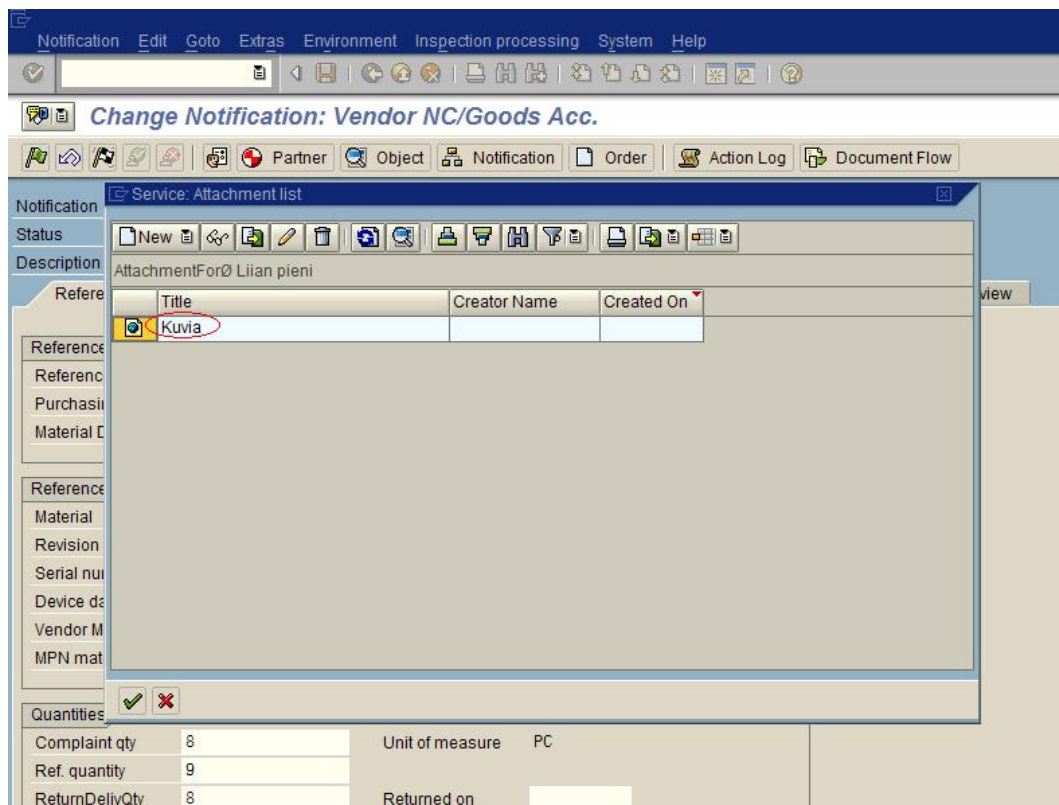 Notification Edit Goto Extras Environment Inspection processing System Help
Change Notification: Vendor NC/Goods Acc.
Partner Object Notification Order Action Log Document Flow
Notification
Service: Attachment list
Status
New
Description
AttachmentForØ Liian pieni
Refere
view
Title Creator Name Created On
Kuvia
Reference
Referenc
Purchasi
Material D
Reference
Material
Revision
Serial nu
Device da
Vendor M
MPN mat
Quantities
Complaint qty 8 Unit of measure PC
Ref. quantity 9
ReturnDelivQty 8 Returned on